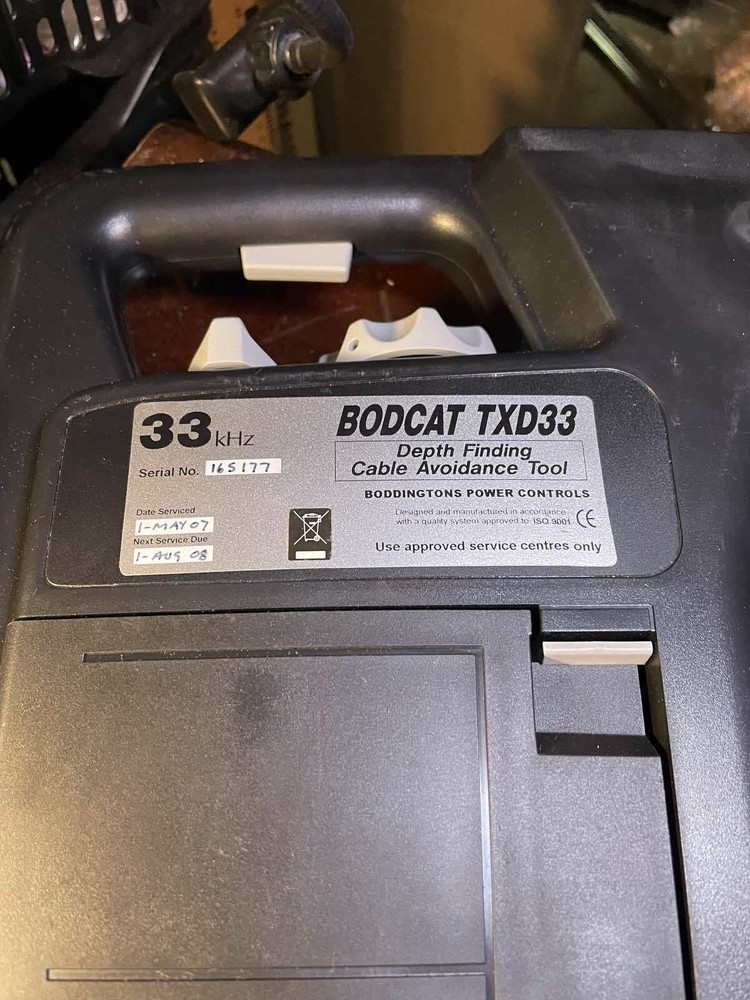 33 kHz
BODCAT TXD33
Depth Finding
Cable Avoidance Tool
Serial No. 165177
BODDINGTONS POWER CONTROLS
Date Serviced
1-MAY 07
Next Service Due
1-AUG 08
Designed and manufactured in accordance
with a quality system approved to ISO 9001 CE
Use approved service centres only